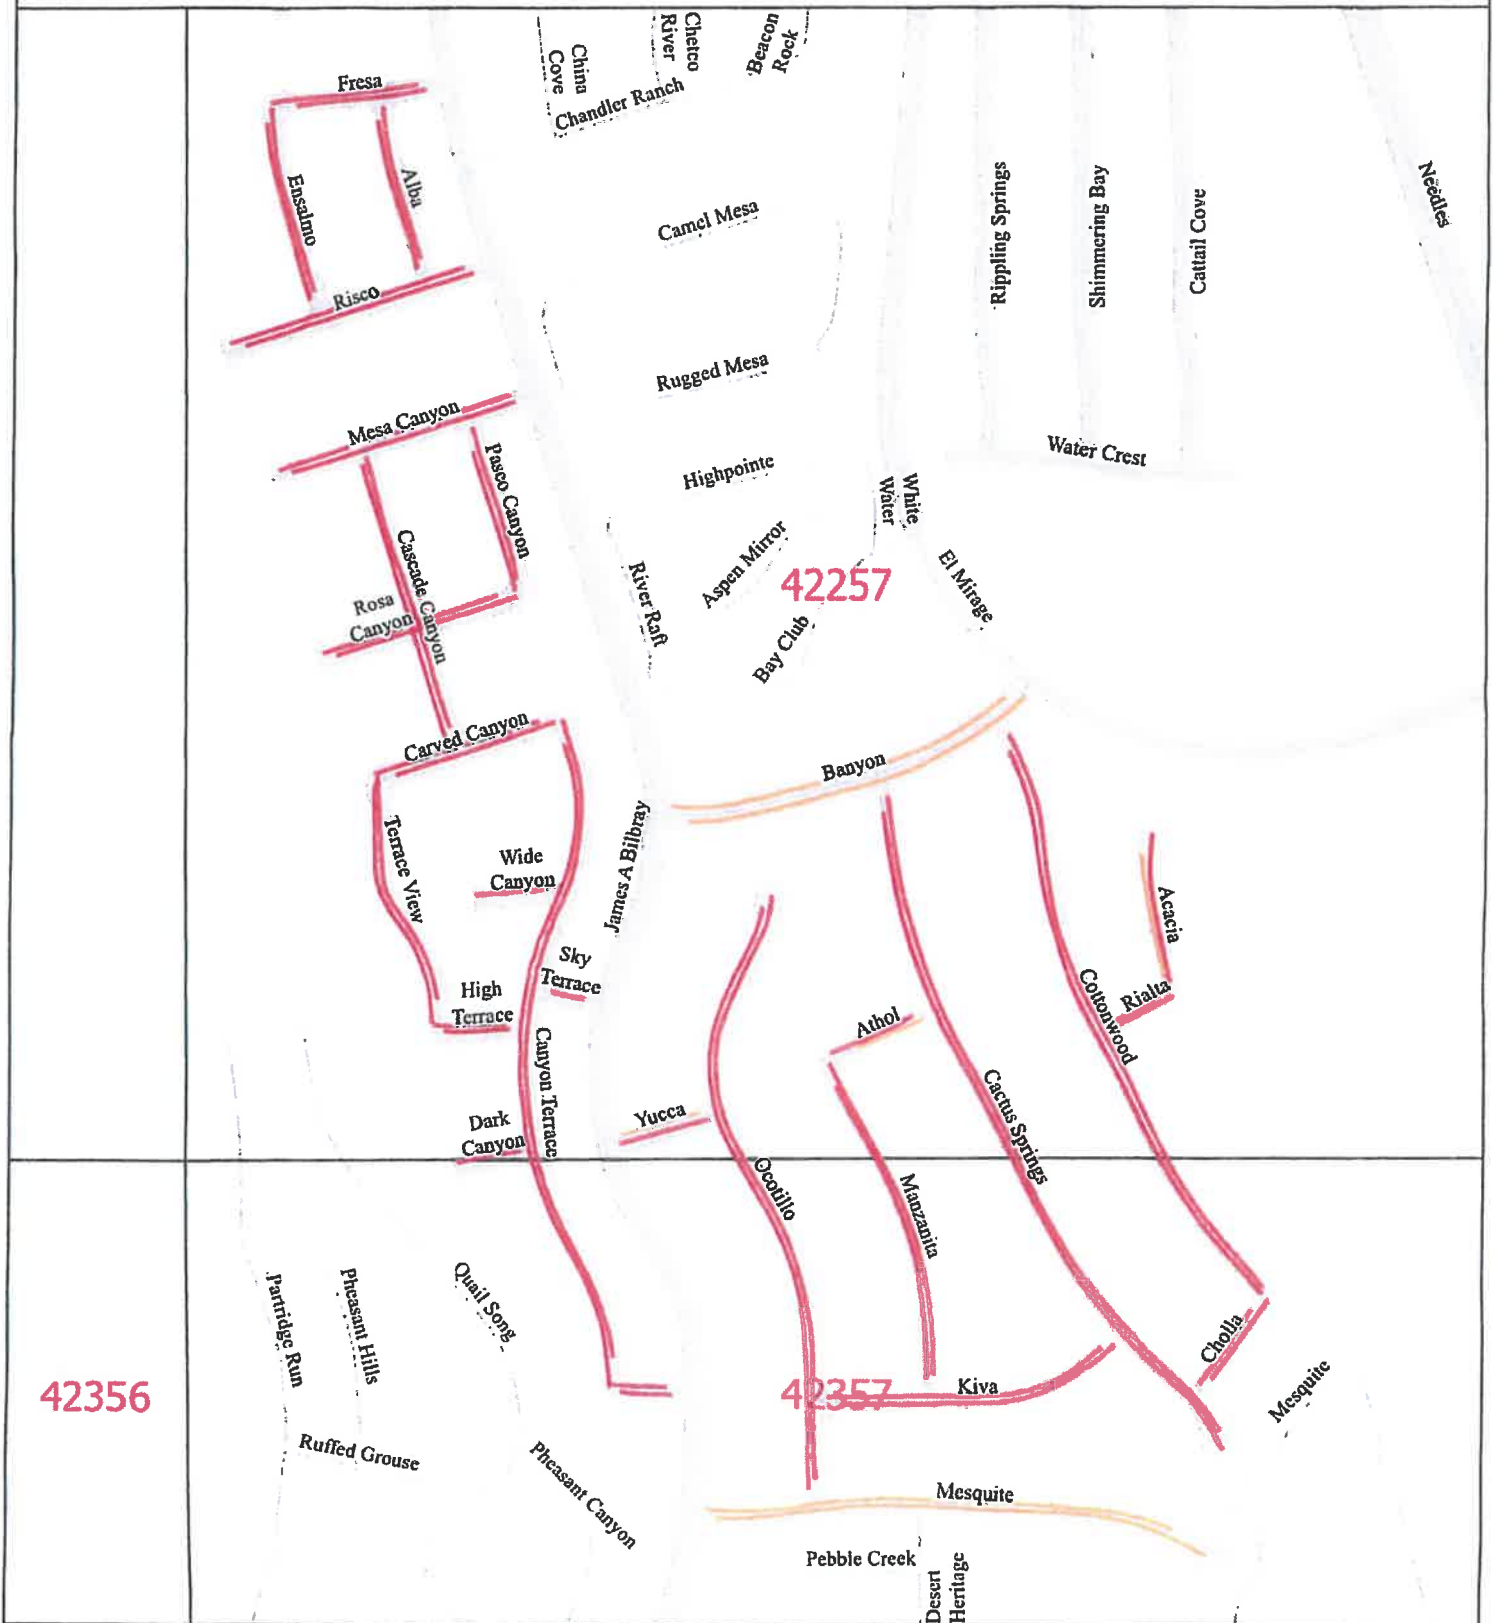 China
Cove
Chetco
River
Beacon
Rock
Fresa
Chandler Ranch
Ensalmo
Alba
Camel Mesa
Rippling Springs
Shimmering Bay
Cattail Cove
Needles
Risco
Rugged Mesa
Mesa Canyon
Paseo Canyon
Highpointe
White
Water
Water Crest
Cascade Canyon
Rosa
Canyon
River Raft
Aspen Mirror
42257
El Mirage
Bay Club
Carved Canyon
Banyon
Terrace View
Wide
Canyon
James A Bilbray
Acacia
Sky
Terrace
High
Terrace
Athol
Cottonwood
Rialta
Canyon Terrace
Dark
Canyon
Yucca
Cactus Springs
Ocotillo
Manzanita
Partridge Run
Pheasant Hills
Quail Song
Cholla
42356
42357
Kiva
Mesquite
Ruffed Grouse
Pheasant Canyon
Mesquite
Pebble Creek
Desert
Heritage